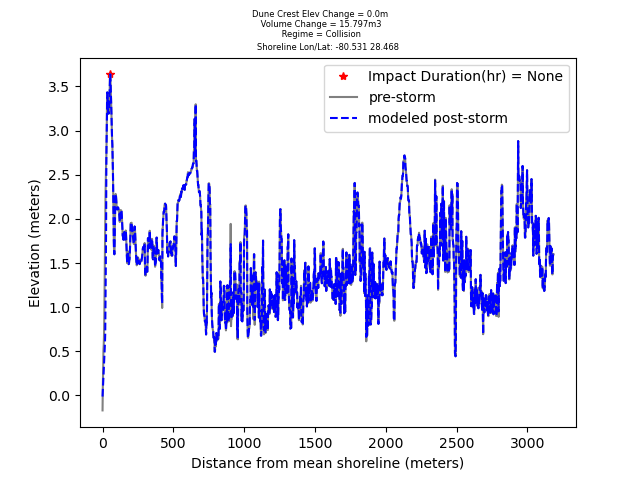 Dune Crest Elev Change = 0.0m
Volume Change = 15.797m3
Regime = Collision
Shoreline Lon/Lat: -80.531 28.468
Impact Duration(hr) = None
pre-storm
modeled post-storm
Elevation (meters)
3.5
3.0
2.5
2.0
1.5
1.0
0.5
0.0
0 500 1000 1500 2000 2500 3000
Distance from mean shoreline (meters)